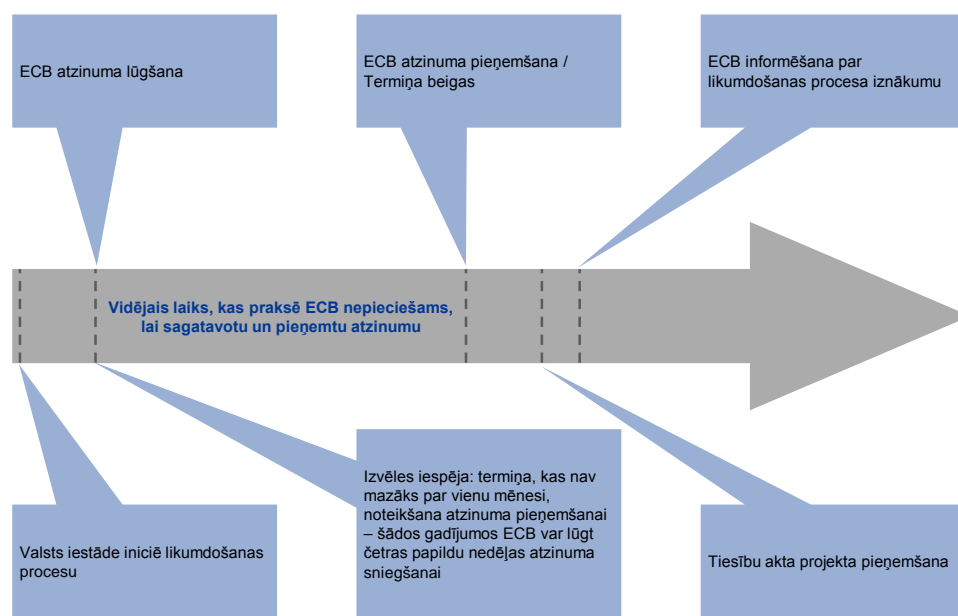 ECB atzinuma lūgšana
ECB atzinuma pieņemšana /
Termiņa beigas
ECB informēšana par
likumdošanas procesa iznākumu
Vidējais laiks, kas praksē ECB nepieciešams,
lai sagatavotu un pieņemtu atzinumu
Valsts iestāde iniciē likumdošanas
procesu
Izvēles iespēja: termiņa, kas nav
mazāks par vienu mēnesi,
noteikšana atzinuma pieņemšanai
– šādos gadījumos ECB var lūgt
četras papildu nedēļas atzinuma
sniegšanai
Tiesību akta projekta pieņemšana